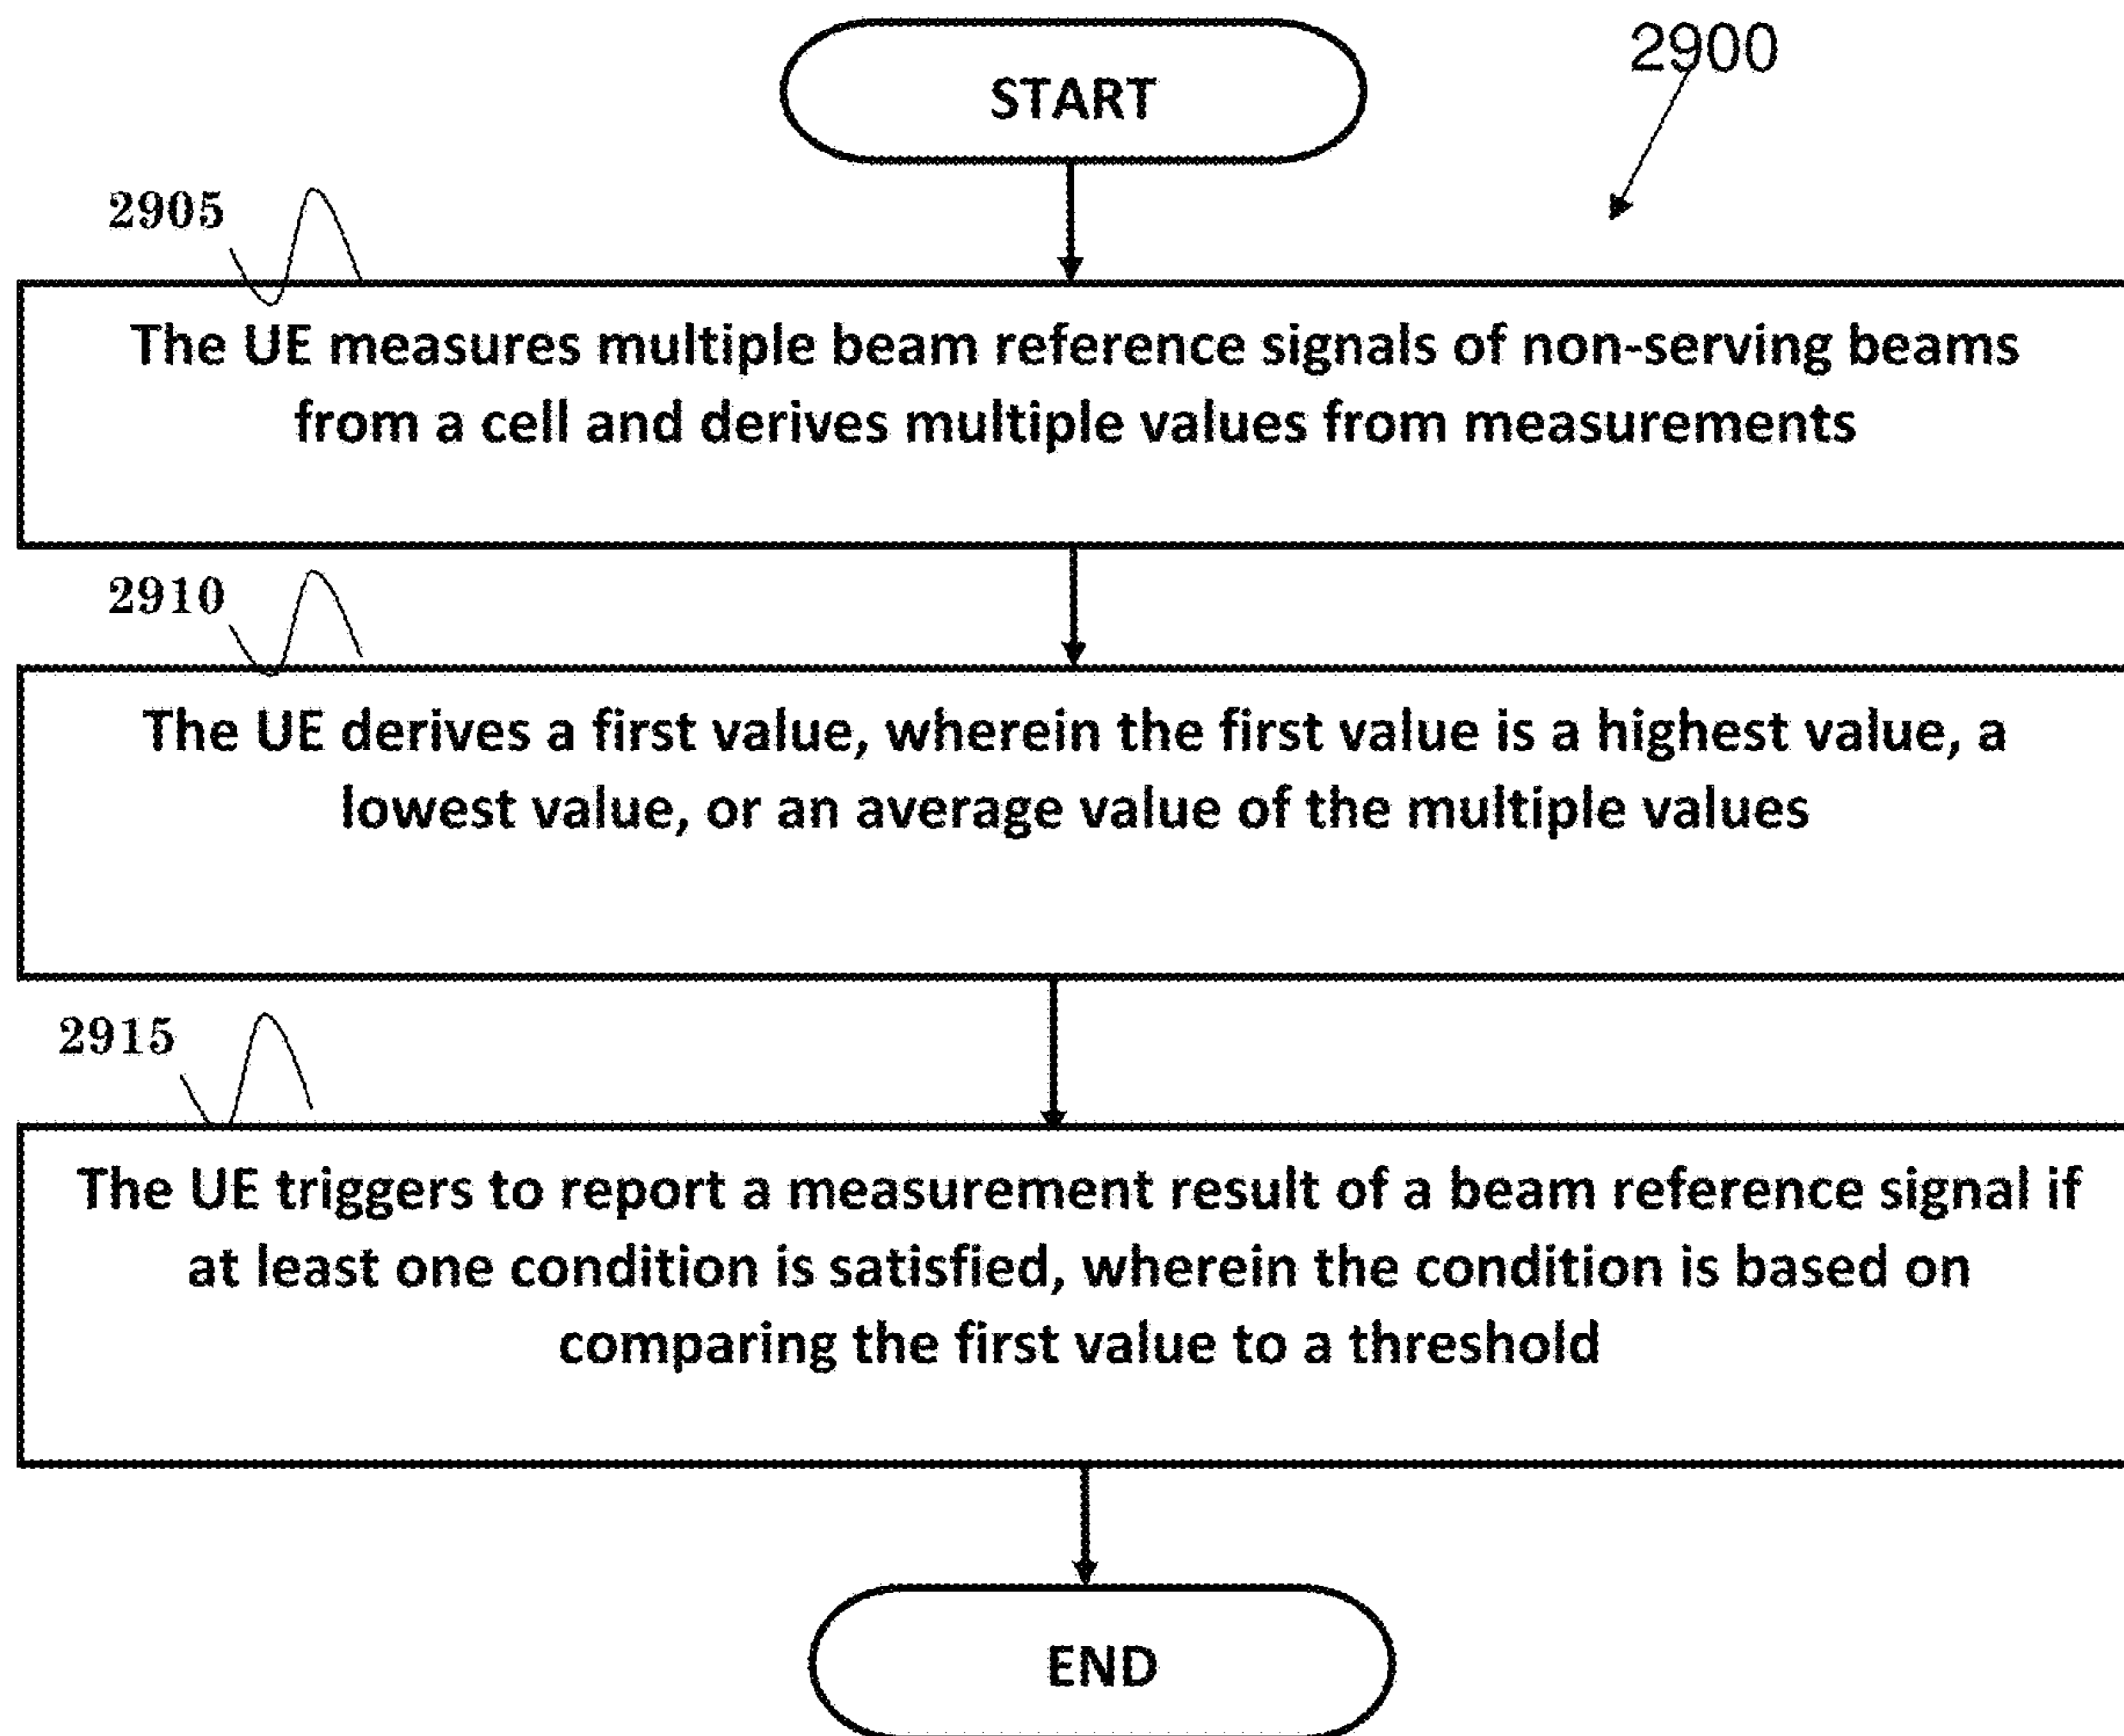 START
2900
2905
The UE measures multiple beam reference signals of non-serving beams
from a cell and derives multiple values from measurements
2910
The UE derives a first value, wherein the first value is a highest value, a
lowest value, or an average value of the multiple values
2915
The UE triggers to report a measurement result of a beam reference signal if
at least one condition is satisfied, wherein the condition is based on
comparing the first value to a threshold
END